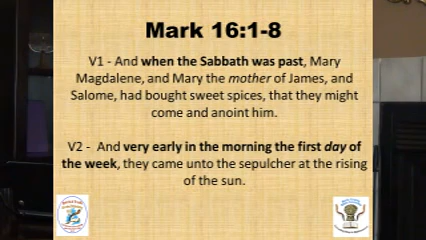 Mark 16:1-8
V1 - And when the Sabbath was past, Mary
Magdalene, and Mary the mother of James, and
Salome, had bought sweet spices, that they might
come and anoint him.
V2 - And very early in the morning the first day of
the week, they came unto the sepulcher at the rising
of the sun.